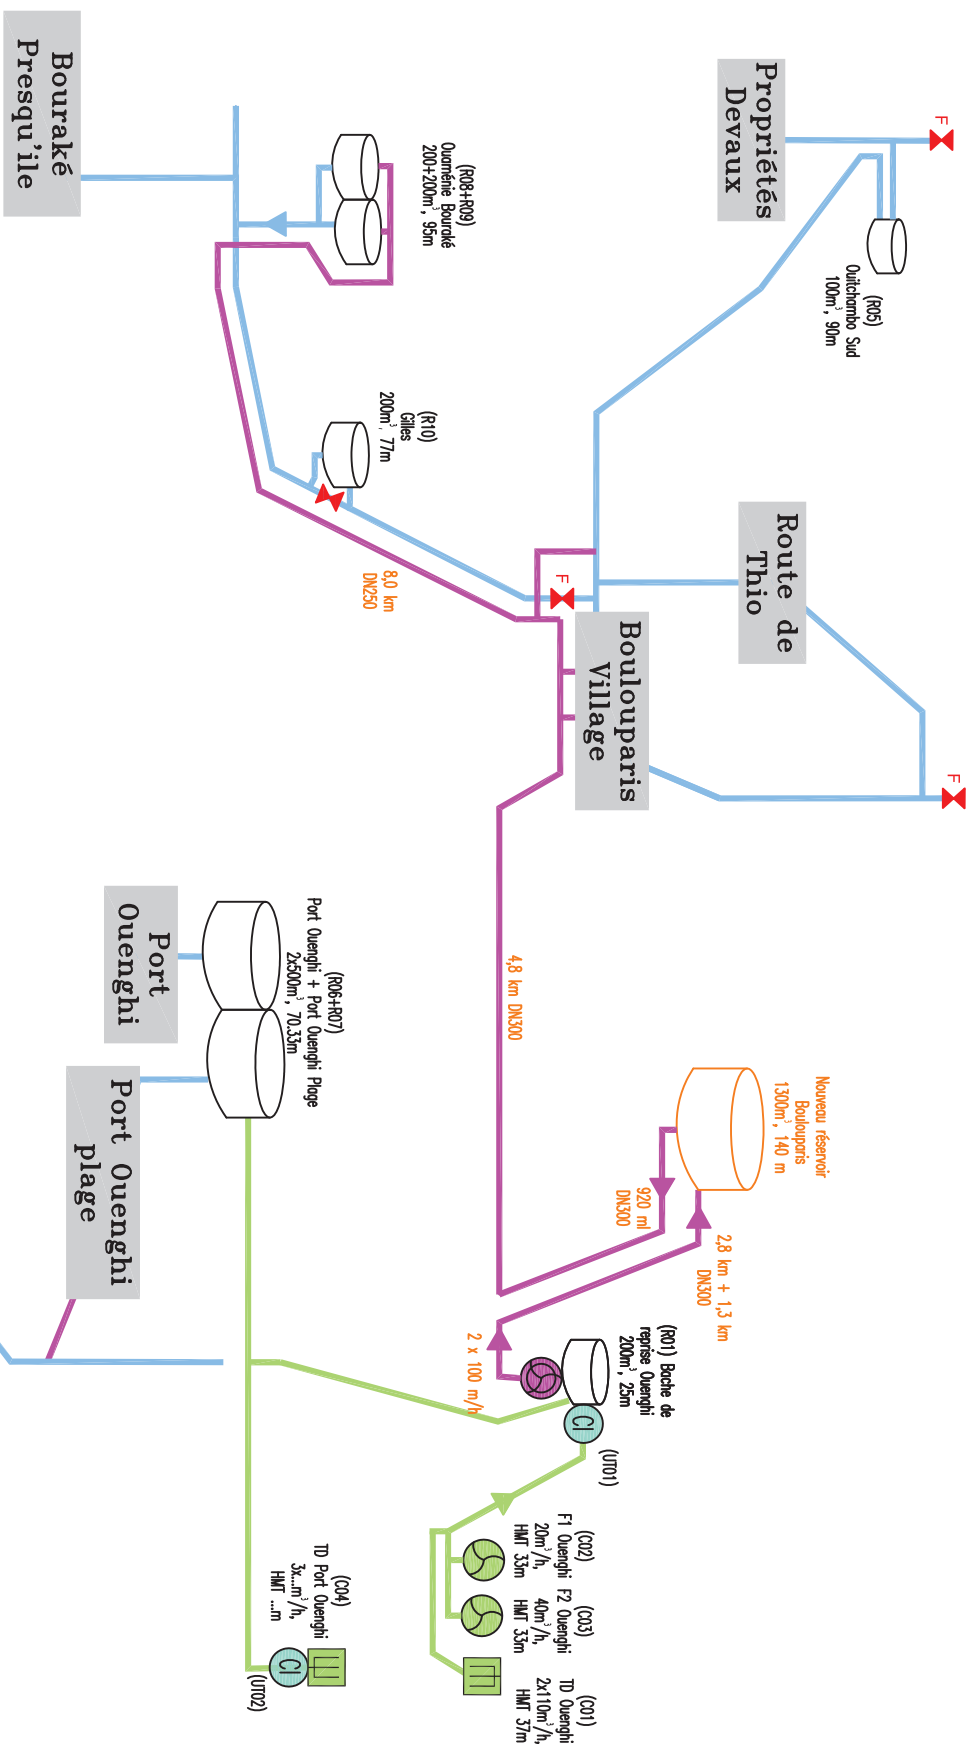 F
Propriétés
Devaux
(R05)
Ouitchambo Sud
100m³, 90m
Bouraké
Presqu'ile
(R08+R09)
Ouaménie Bouraké
200+200m³, 95m
(R10)
Gilles
200m³, 77m
8,0 km
DN250
Route de
Thio
F
Boulouparis
Village
F
4,8 km DN300
Nouveau réservoir
Boulouparis
1300m³, 140 m
920 ml
DN300
2,8 km + 1,3 km
DN300
Port
Ouenghi
(R06+R07)
Port Ouenghi + Port Ouenghi Plage
2x500m³, 70.33m
Port Ouenghi
plage
(R01) Bache de
reprise Ouenghi
200m³, 25m
2 x 100 m/h
Cl
(UT01)
(C02)
F1 Ouenghi
20m³/h,
HMT 33m
(C03)
F2 Ouenghi
40m³/h,
HMT 33m
(C01)
TD Ouenghi
2x110m³/h,
HMT 37m
(C04)
TD Port Ouenghi
3x...m³/h,
HMT ...m
Cl
(UT02)